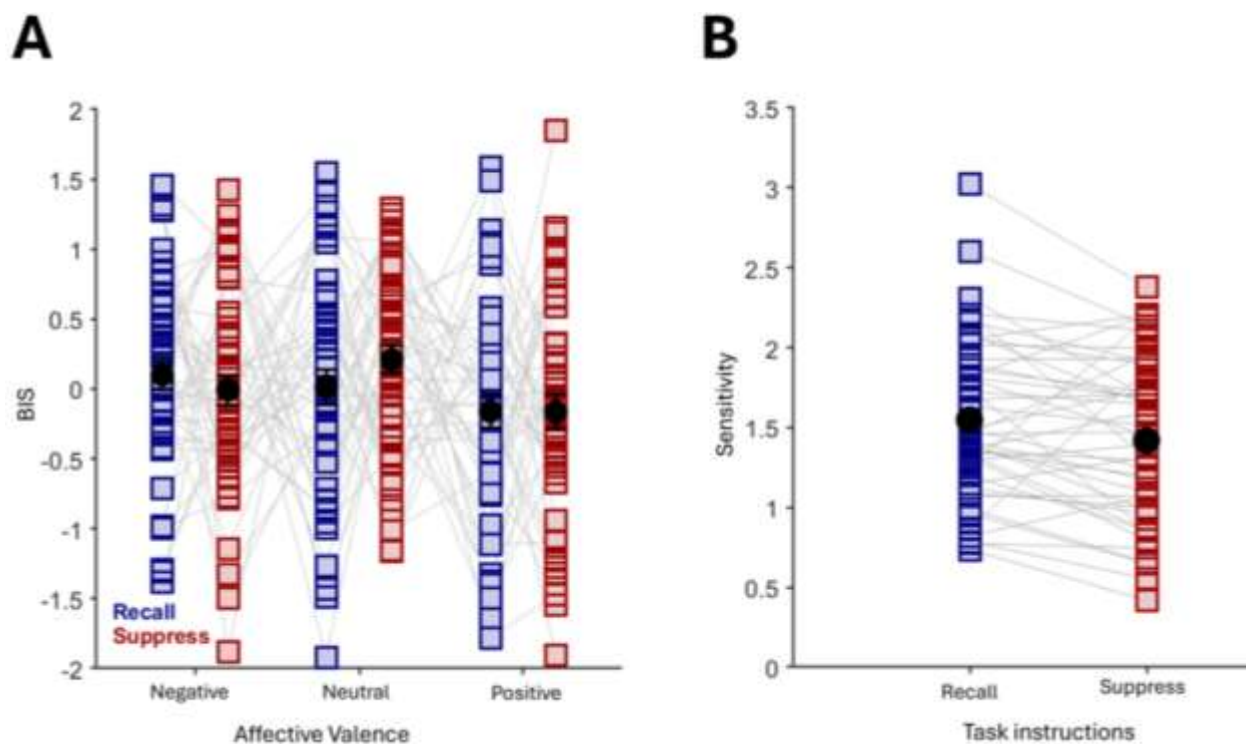 A
B
2
1.5
1
0.5
0
-0.5
-1
-1.5
-2
BIS
Recall
Suppress
Negative
Neutral
Positive
Affective Valence
3.5
3
2.5
2
1.5
1
0.5
0
Sensitivity
Recall
Suppress
Task instructions